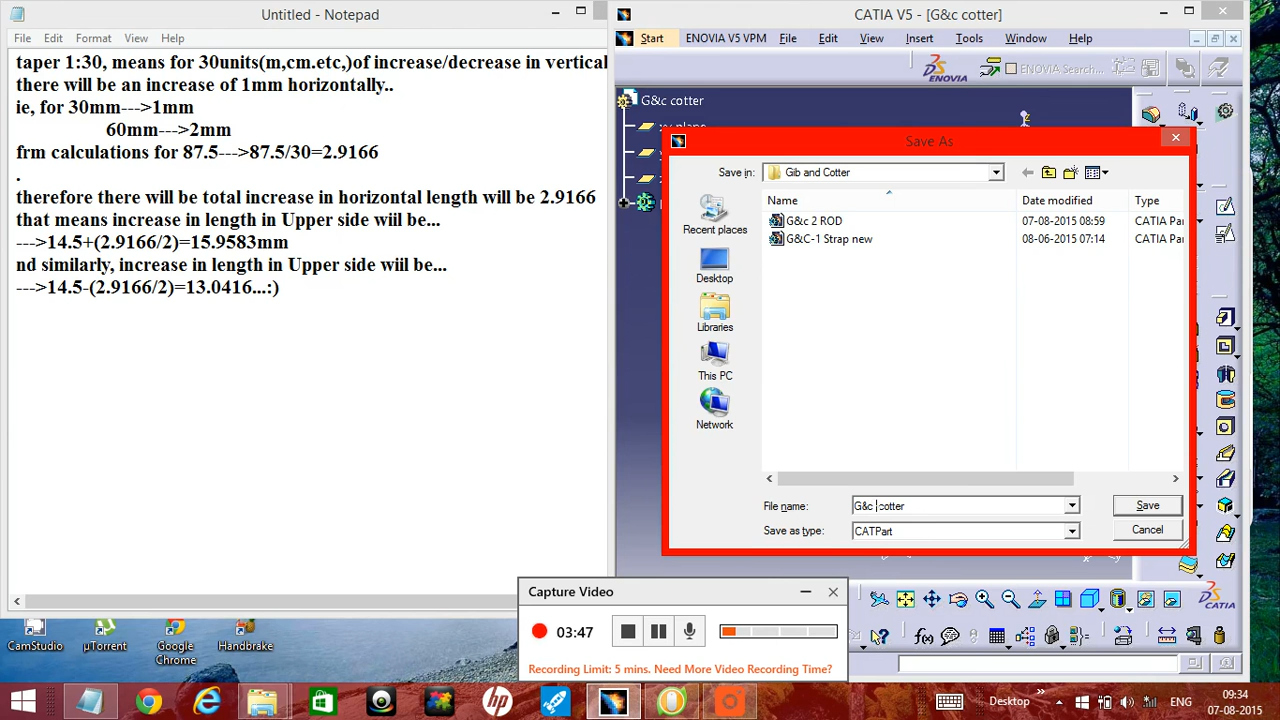 Untitled - Notepad
File Edit Format View Help
taper 1:30, means for 30units(m,cm.etc,)of increase/decrease in vertical
there will be an increase of 1mm horizontally..
ie, for 30mm--->1mm
60mm--->2mm
frm calculations for 87.5--->87.5/30=2.9166
.
therefore there will be total increase in horizontal length will be 2.9166
that means increase in length in Upper side wiil be...
--->14.5+(2.9166/2)=15.9583mm
nd similarly, increase in length in Upper side wiil be...
--->14.5-(2.9166/2)=13.0416...:)
CATIA V5 - [G&c cotter]
Start ENOVIA V5 VPM File Edit View Insert Tools Window Help
ENOVIA
ENOVIA Search...
G&c cotter
Save As
Save in: Gib and Cotter
Name Date modified Type
G&c 2 ROD 07-08-2015 08:59 CATIA Par
G&C-1 Strap new 08-06-2015 07:14 CATIA Par
Recent places
Desktop
Libraries
This PC
Network
File name: G&c cotter Save
Save as type: CATPart Cancel
Capture Video
03:47
Recording Limit: 5 mins. Need More Video Recording Time?
CamStudio
µTorrent
Google Chrome
Handbrake
f(x)
CATIA
Desktop
ENG
09:34
07-08-2015